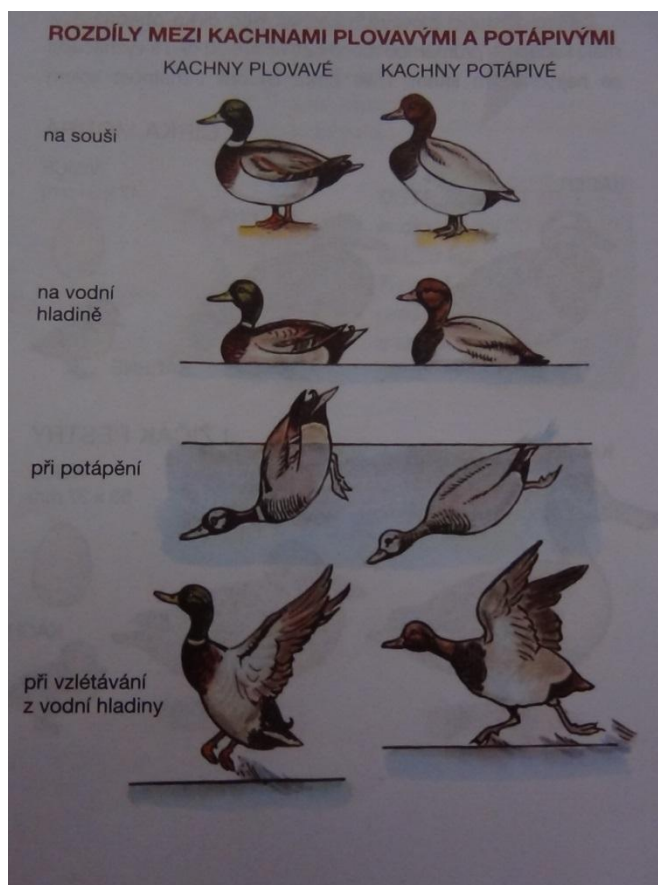 ROZDÍLY MEZI KACHNAMI PLOVAVÝMI A POTÁPIVÝMI
KACHNY PLOVAVÉ KACHNY POTÁPIVÉ
na souši
na vodní
hladině
při potápění
při vzlétávání
z vodní hladiny